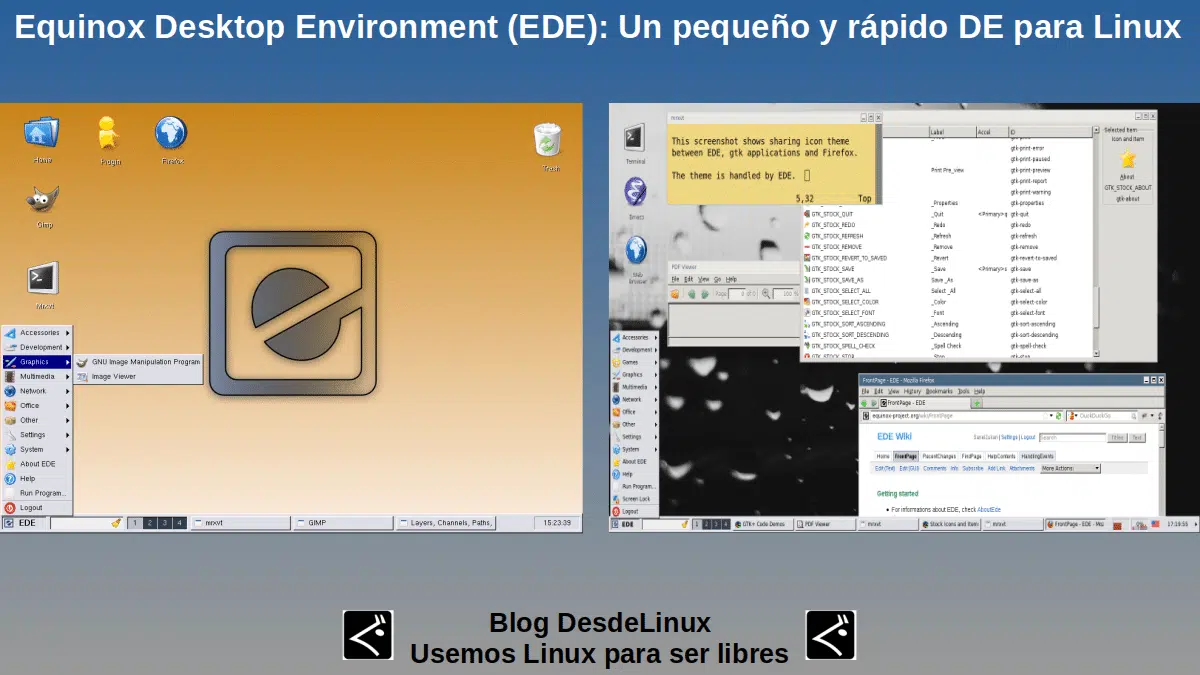 Equinox Desktop Environment (EDE): Un pequeño y rápido DE para Linux
Home
Firefox
Trash
Gimp
Mrxvt
Accessories
Development
Graphics
Multimedia
Network
Office
Other
Settings
System
About EDE
Help
Run Program...
Logout
GNU Image Manipulation Program
Image Viewer
EDE
1 2 3 4
mrxvt
GIMP
Layers, Channels, Paths,
15:23:39
Terminal
Emacs
Web
browser
mrxvt
This screenshot shows sharing icon theme
between EDE, gtk applications and Firefox.
The theme is handled by EDE.
5,32 Top
Label Accel ID
gtk-print-error
gtk-print-paused
Print Pre_view gtk-print-preview
gtk-print-report
gtk-print-warning
_Properties gtk-properties
GTK_STOCK_QUIT _Quit <Primary>q gtk-quit
GTK_STOCK_REDO _Redo gtk-redo
GTK_STOCK_REFRESH _Refresh gtk-refresh
GTK_STOCK_REMOVE _Remove gtk-remove
GTK_STOCK_REVERT_TO_SAVED _Revert gtk-revert-to-saved
GTK_STOCK_SAVE _Save <Primary>s gtk-save
GTK_STOCK_SAVE_AS Save _As gtk-save-as
GTK_STOCK_SELECT_ALL Select _All gtk-select-all
GTK_STOCK_SELECT_COLOR _Color gtk-select-color
GTK_STOCK_SELECT_FONT _Font gtk-select-font
GTK_STOCK_SORT_ASCENDING _Ascending gtk-sort-ascending
GTK_STOCK_SORT_DESCENDING _Descending gtk-sort-descending
GTK_STOCK_SPELL_CHECK _Spell Check gtk-spell-check
GTK_STOCK_STOP _Stop gtk-stop
Selected Item
Icon and Item
About
GTK_STOCK_ABOUT
gtk-about
PDF Viewer
File Edit View Go Help
Page
Accessories
Development
Games
Graphics
Multimedia
Network
Office
Other
Settings
System
About EDE
Help
Run Program...
Screen Lock
Logout
FrontPage - EDE - Mozilla Firefox
File Edit View History Bookmarks Tools Help
FrontPage - EDE
equinox-project.org/wiki/FrontPage
DuckDuckGo
EDE Wiki
Settings | Logout
Search
Titles Text
Home FrontPage RecentChanges FindPage HelpContents HandlingEvents
Edit (Text) Edit (GUI) Comments Info Subscribe Add Link Attachments More Actions:
Getting started
For informations about EDE, check AboutEde
EDE
1 2 3 4
GTK+ Code Demos
PDF Viewer
mrxvt
Stock Icons and Item
mrxvt
FrontPage - EDE - Moz
17:19:55
Blog DesdeLinux
Usemos Linux para ser libres